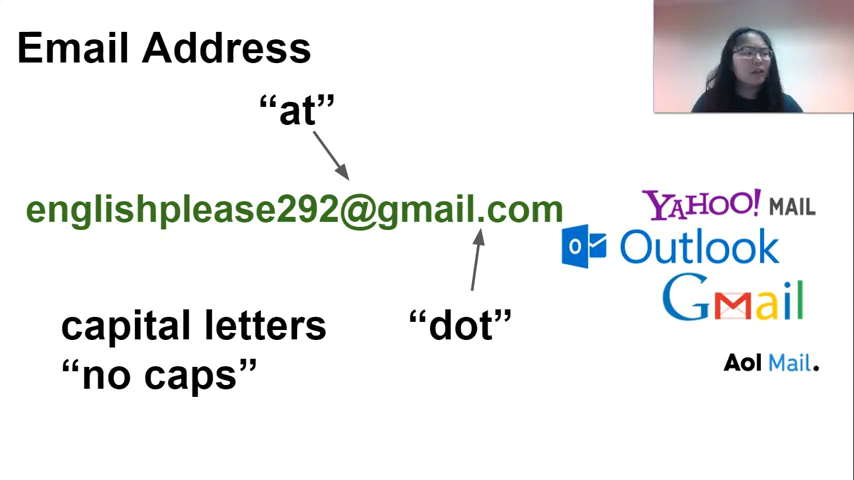 Email Address
“at”
englishplease292@gmail.com
capital letters
“no caps”
“dot”
YAHOO! MAIL
Outlook
Gmail
Aol Mail.